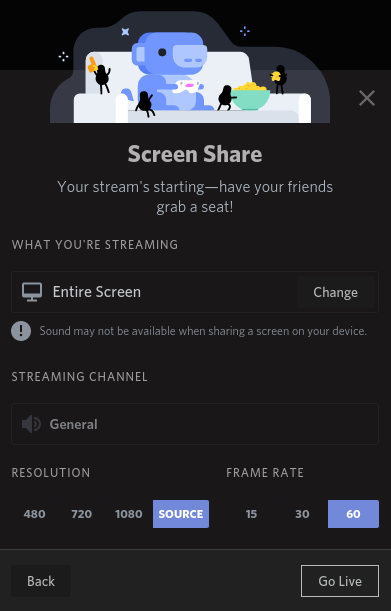 Screen Share
Your stream's starting—have your friends
grab a seat!
WHAT YOU'RE STREAMING
Entire Screen
Change
Sound may not be available when sharing a screen on your device.
STREAMING CHANNEL
General
RESOLUTION
FRAME RATE
480 720 1080 SOURCE
15 30 60
Back
Go Live